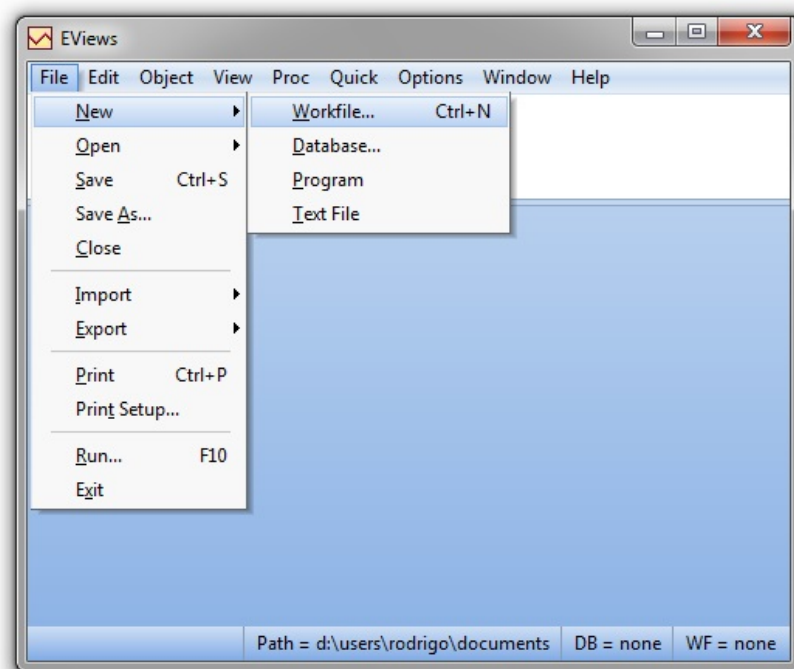 EViews
File Edit Object View Proc Quick Options Window Help
New
Open
Save Ctrl+S
Save As...
Close
Import
Export
Print Ctrl+P
Print Setup...
Run... F10
Exit
Workfile... Ctrl+N
Database...
Program
Text File
Path = d:\users\rodrigo\documents DB = none WF = none